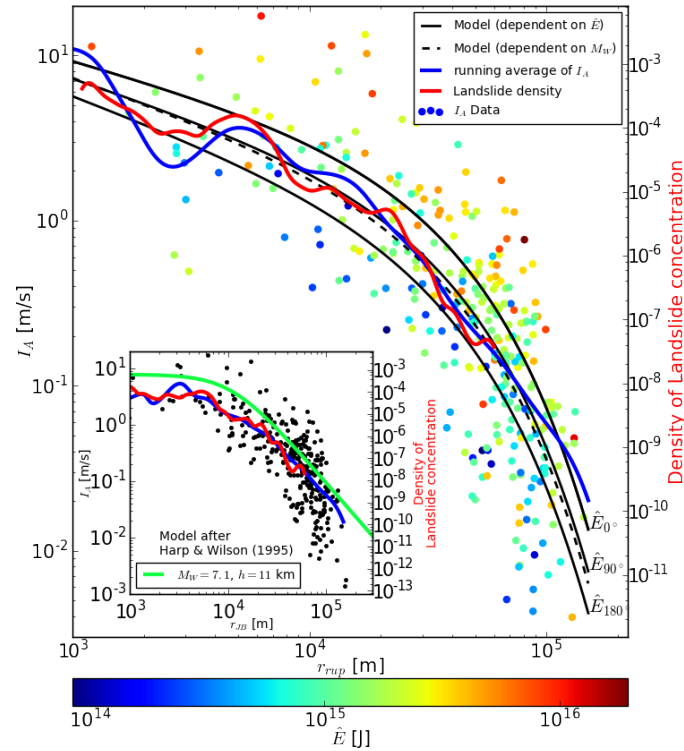 Model (dependent on Ê)
Model (dependent on M_W)
running average of I_A
Landslide density
I_A Data
10^1
10^0
10^-1
10^-2
I_A [m/s]
10^-3
10^-4
10^-5
10^-6
10^-7
10^-8
10^-9
10^-10
10^-11
Density of Landslide concentration
Ê_0°
Ê_90°
Ê_180°
10^3
10^4
10^5
r_rup [m]
10^1
10^0
10^-1
10^-2
10^-3
I_A [m/s]
10^-3
10^-4
10^-5
10^-6
10^-7
10^-8
10^-9
10^-10
10^-11
10^-12
10^-13
Density of
Landslide concentration
Model after
Harp & Wilson (1995)
M_W = 7.1, h = 11 km
10^3
10^4
10^5
r_JB [m]
10^14
10^15
10^16
Ê [J]